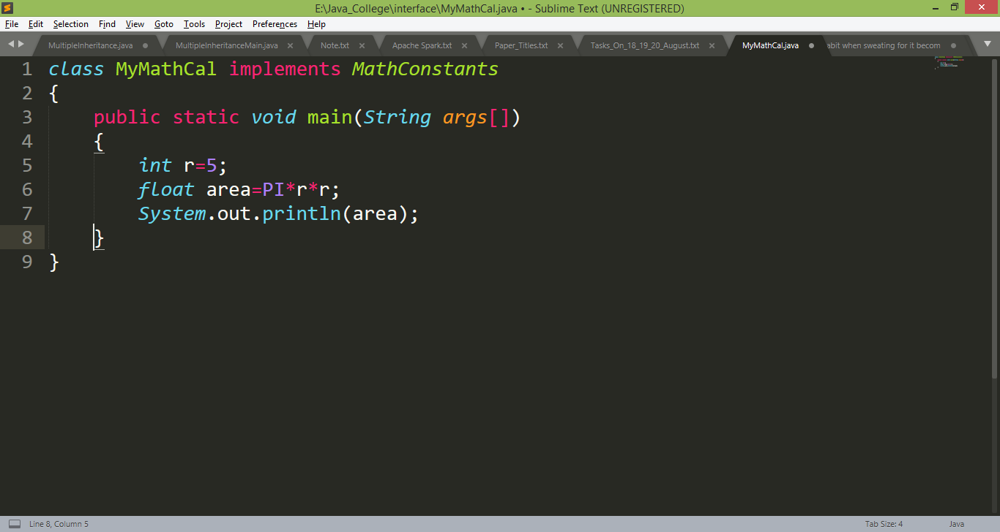 E:\Java_College\interface\MyMathCal.java • - Sublime Text (UNREGISTERED)
File Edit Selection Find View Goto Tools Project Preferences Help
MultipleInheritance.java MultipleInheritanceMain.java Note.txt Apache Spark.txt Paper_Titles.txt Tasks_On_18_19_20_August.txt MyMathCal.java abit when sweating for it becom
1 class MyMathCal implements MathConstants
2 {
3 public static void main(String args[])
4 {
5 int r=5;
6 float area=PI*r*r;
7 System.out.println(area);
8 }
9 }
Line 8, Column 5 Tab Size: 4 Java